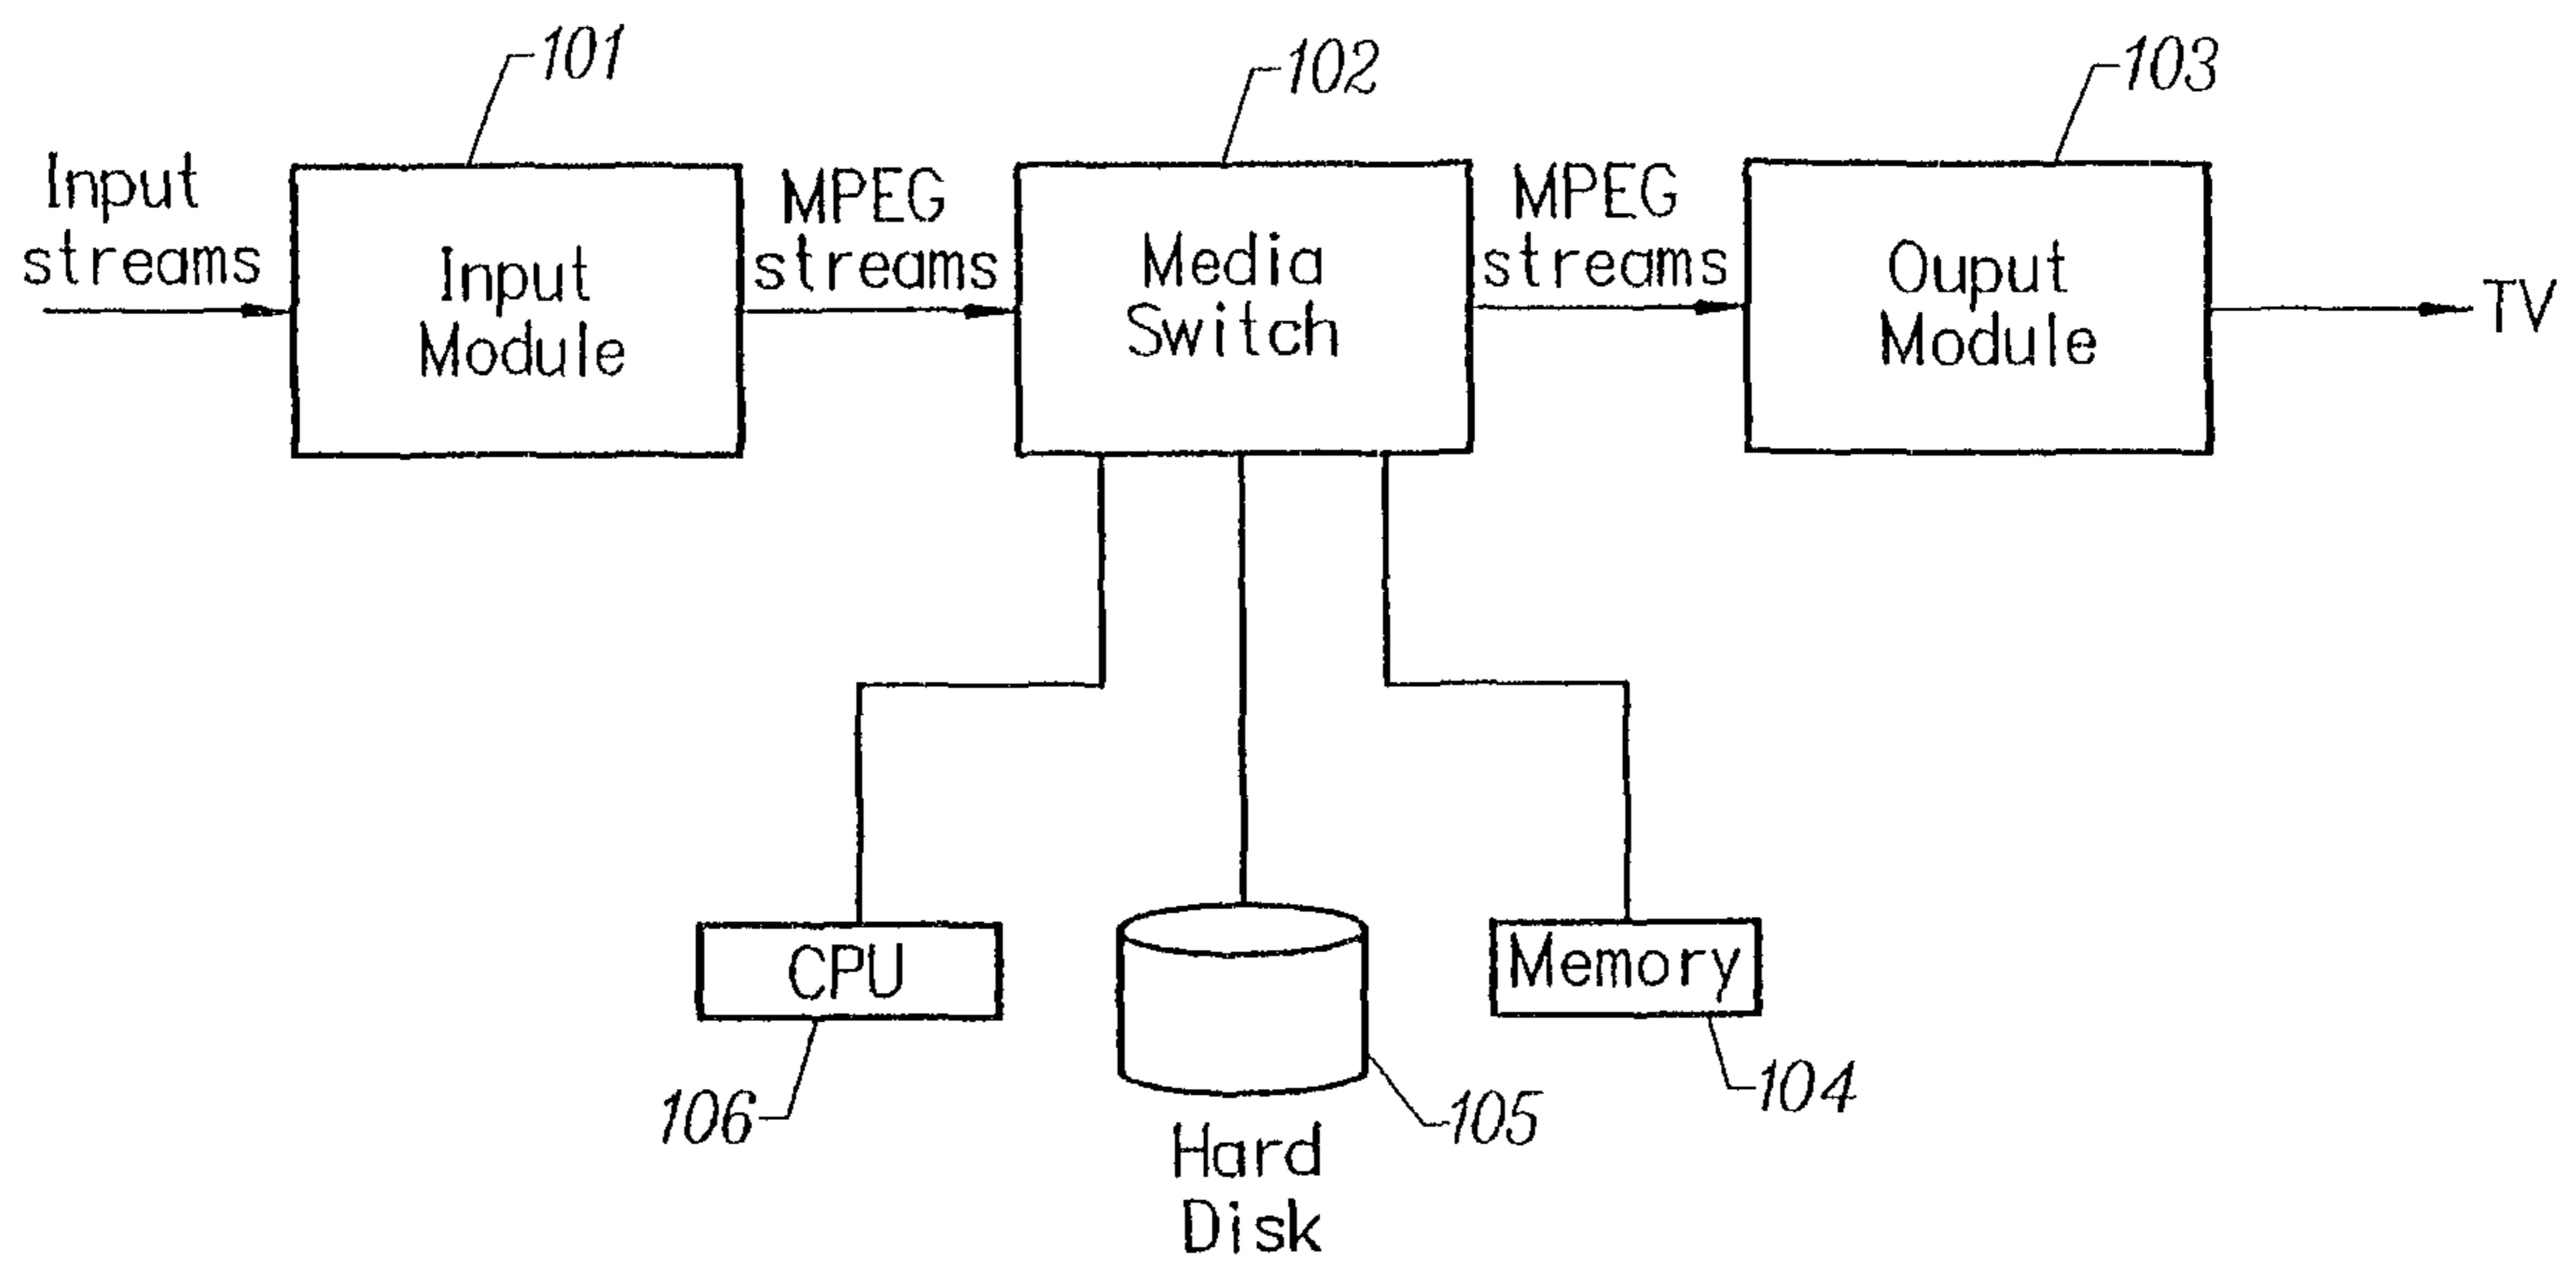 101
102
103
Input
streams
Input
Module
MPEG
streams
Media
Switch
MPEG
streams
Ouput
Module
TV
CPU
106
Hard
Disk
105
Memory
104